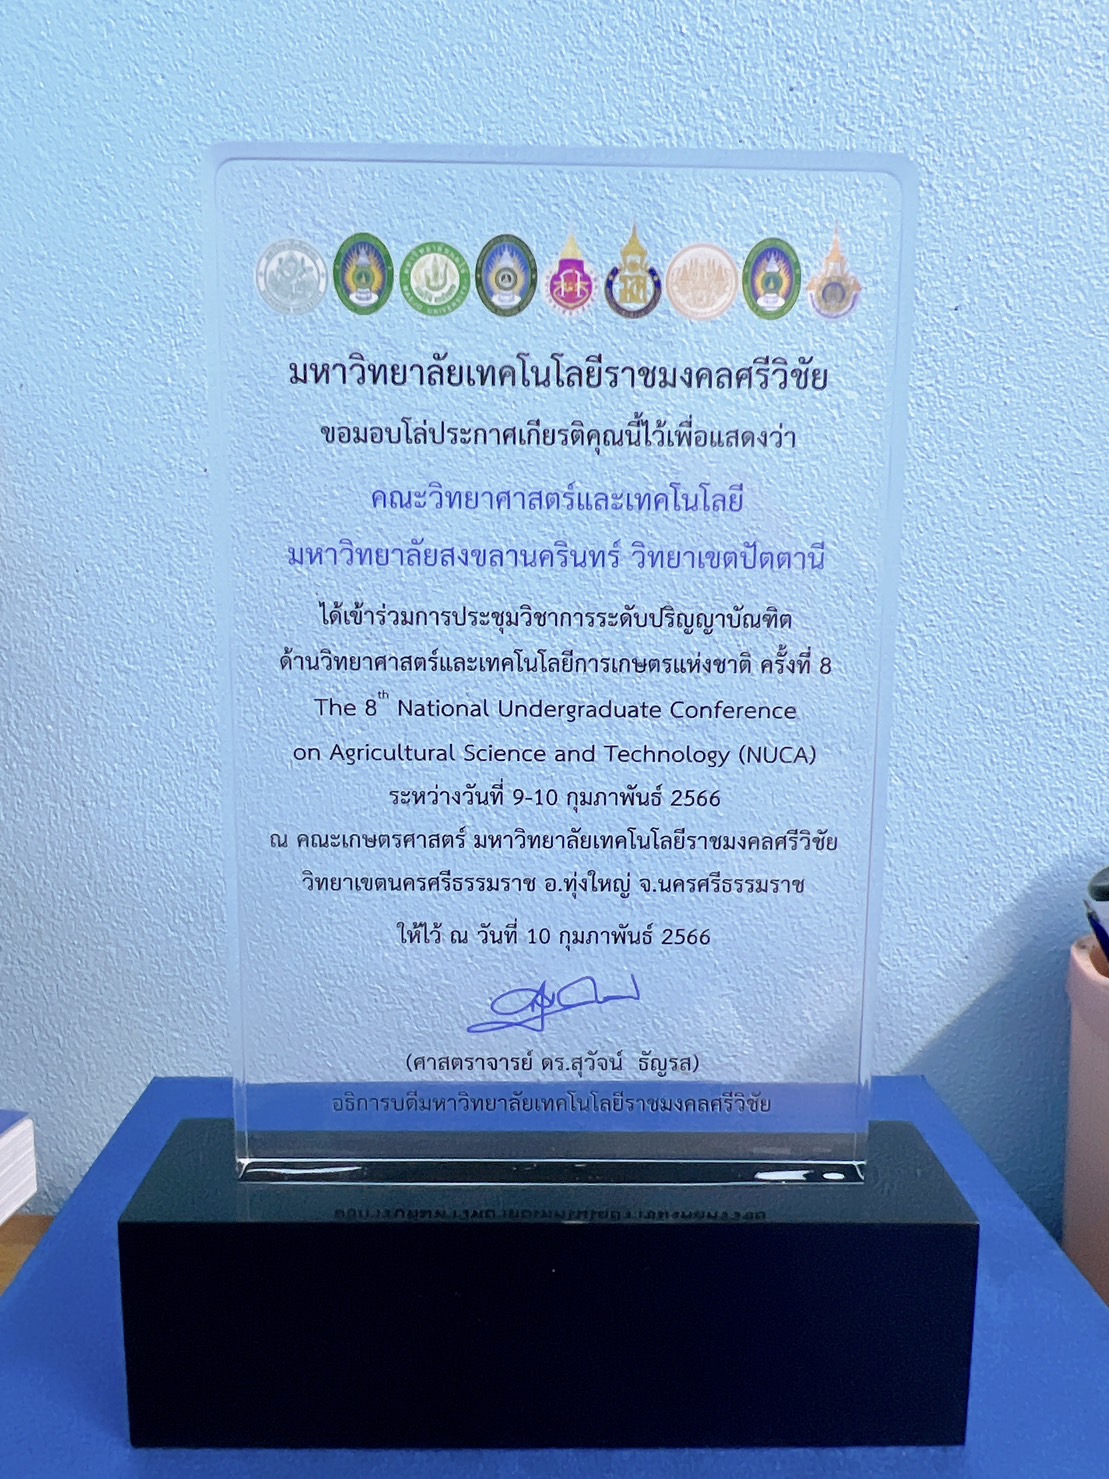 มหาวิทยาลัยเทคโนโลยีราชมงคลศรีวิชัย
ขอมอบโล่ประกาศเกียรติคุณนี้ไว้เพื่อแสดงว่า
คณะวิทยาศาสตร์และเทคโนโลยี
มหาวิทยาลัยสงขลานครินทร์ วิทยาเขตปัตตานี
ได้เข้าร่วมการประชุมวิชาการระดับปริญญาบัณฑิต
ด้านวิทยาศาสตร์และเทคโนโลยีการเกษตรแห่งชาติ ครั้งที่ 8
The 8th National Undergraduate Conference
on Agricultural Science and Technology (NUCA)
ระหว่างวันที่ 9-10 กุมภาพันธ์ 2566
ณ คณะเกษตรศาสตร์ มหาวิทยาลัยเทคโนโลยีราชมงคลศรีวิชัย
วิทยาเขตนครศรีธรรมราช อ.ทุ่งใหญ่ จ.นครศรีธรรมราช
ให้ไว้ ณ วันที่ 10 กุมภาพันธ์ 2566
(ศาสตราจารย์ ดร.สุวัจน์ ธัญรส)
อธิการบดีมหาวิทยาลัยเทคโนโลยีราชมงคลศรีวิชัย